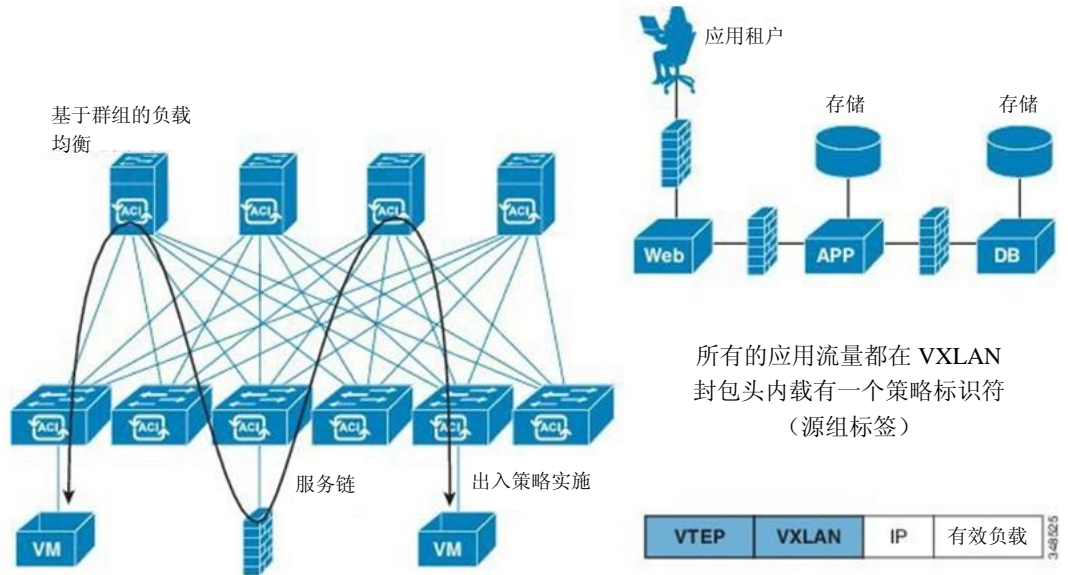 基于群组的负载
均衡
ACI
ACI
ACI
ACI
ACI
ACI
ACI
ACI
ACI
ACI
服务链
出入策略实施
VM
VM
应用租户
存储
存储
Web
APP
DB
所有的应用流量都在 VXLAN
封包头内载有一个策略标识符
（源组标签）
VTEP VXLAN IP 有效负载
348525